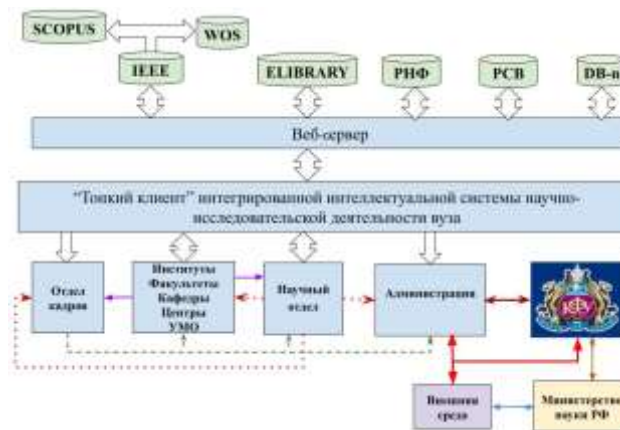 SCOPUS
WOS
IEEE
ELIBRARY
РНФ
РСВ
DB-n
Веб-сервер
“Тонкий клиент” интегрированной интеллектуальной системы научно-
исследовательской деятельности вуза
Отдел
кадров
Институты
Факультеты
Кафедры
Центры
УМО
Научный
отдел
Администрация
Внешняя
среда
Министерство
науки РФ